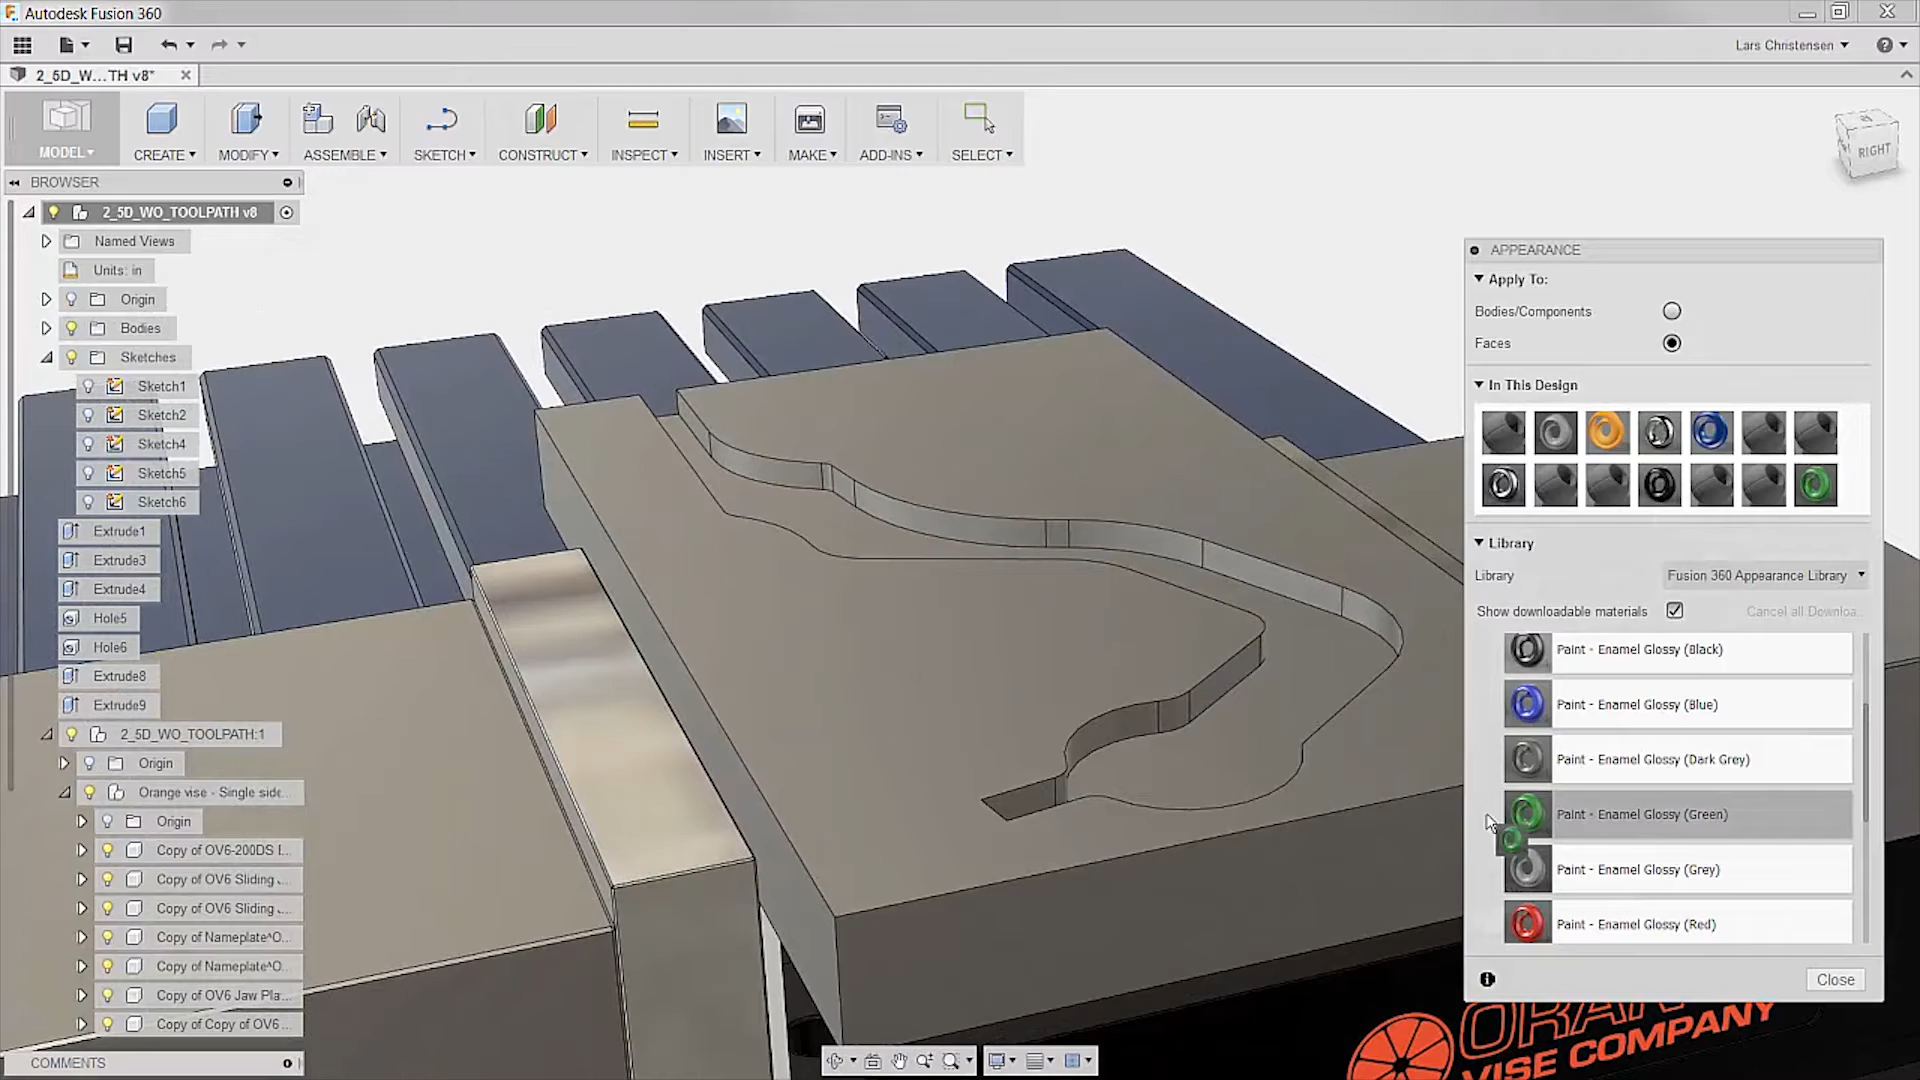 Autodesk Fusion 360
Lars Christensen
2_5D_W...TH v8*
MODEL
CREATE
MODIFY
ASSEMBLE
SKETCH
CONSTRUCT
INSPECT
INSERT
MAKE
ADD-INS
SELECT
RIGHT
BROWSER
2_5D_WO_TOOLPATH v8
Named Views
Units: in
Origin
Bodies
Sketches
Sketch1
Sketch2
Sketch4
Sketch5
Sketch6
Extrude1
Extrude3
Extrude4
Hole5
Hole6
Extrude8
Extrude9
2_5D_WO_TOOLPATH:1
Origin
Orange vise - Single side...
Origin
Copy of OV6-200DS I...
Copy of OV6 Sliding ...
Copy of OV6 Sliding ...
Copy of Nameplate^O...
Copy of Nameplate^O...
Copy of OV6 Jaw Pla...
Copy of Copy of OV6 ...
COMMENTS
APPEARANCE
Apply To:
Bodies/Components
Faces
In This Design
Library
Library
Fusion 360 Appearance Library
Show downloadable materials
Cancel all Downloa...
Paint - Enamel Glossy (Black)
Paint - Enamel Glossy (Blue)
Paint - Enamel Glossy (Dark Grey)
Paint - Enamel Glossy (Green)
Paint - Enamel Glossy (Grey)
Paint - Enamel Glossy (Red)
Close
ORAN
VISE COMPANY